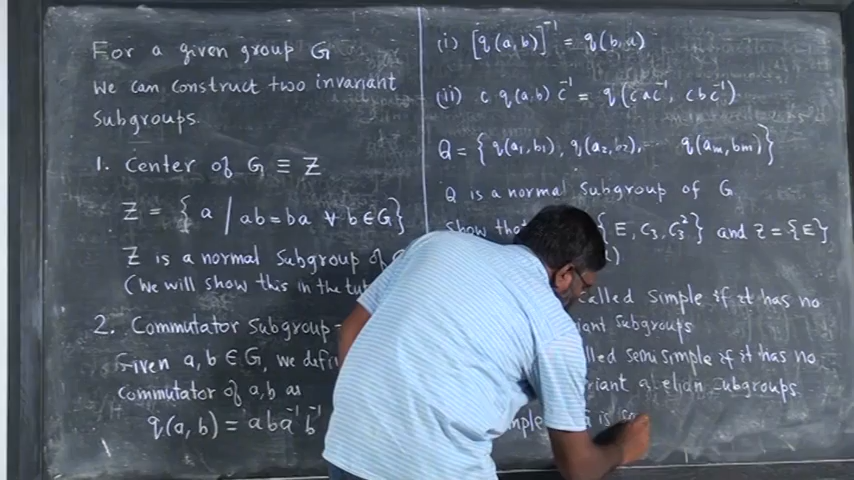 For a given group G
We can construct two invariant
Subgroups.
1. Center of G ≡ Z
Z = { a / ab = ba ∀ b ∈ G }
Z is a normal Subgroup of
(We will show this in the tut
2. Commutator Subgroup
Given a, b ∈ G, we defi
commutator of a, b as
q(a, b) = a b a⁻¹ b⁻¹
(i) [q(a, b)]⁻¹ = q(b, a)
(ii) c q(a, b) c⁻¹ = q(c a c⁻¹, c b c⁻¹)
Q = { q(a₁, b₁), q(a₂, b₂), ... q(am, bm) }
Q is a normal Subgroup of G
Show tha { E, C₃, C₃² } and Z = {E}
called Simple if it has no
iant Subgroups
lled Semi Simple if it has no
riant abelian subgroups
mple is